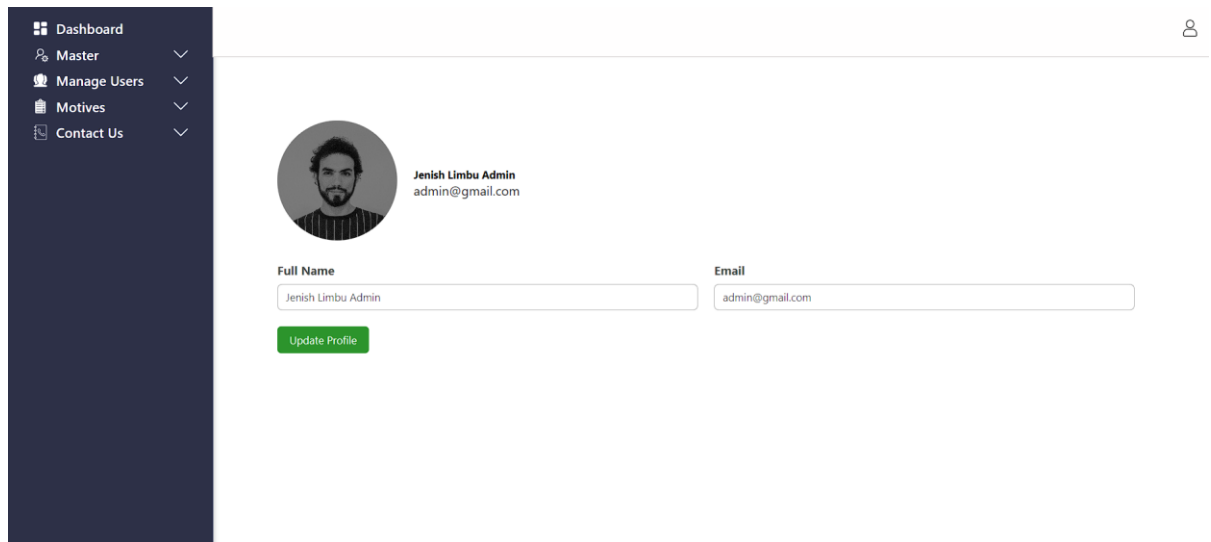 Dashboard
Master
Manage Users
Motives
Contact Us
Jenish Limbu Admin
admin@gmail.com
Full Name
Email
Jenish Limbu Admin
admin@gmail.com
Update Profile